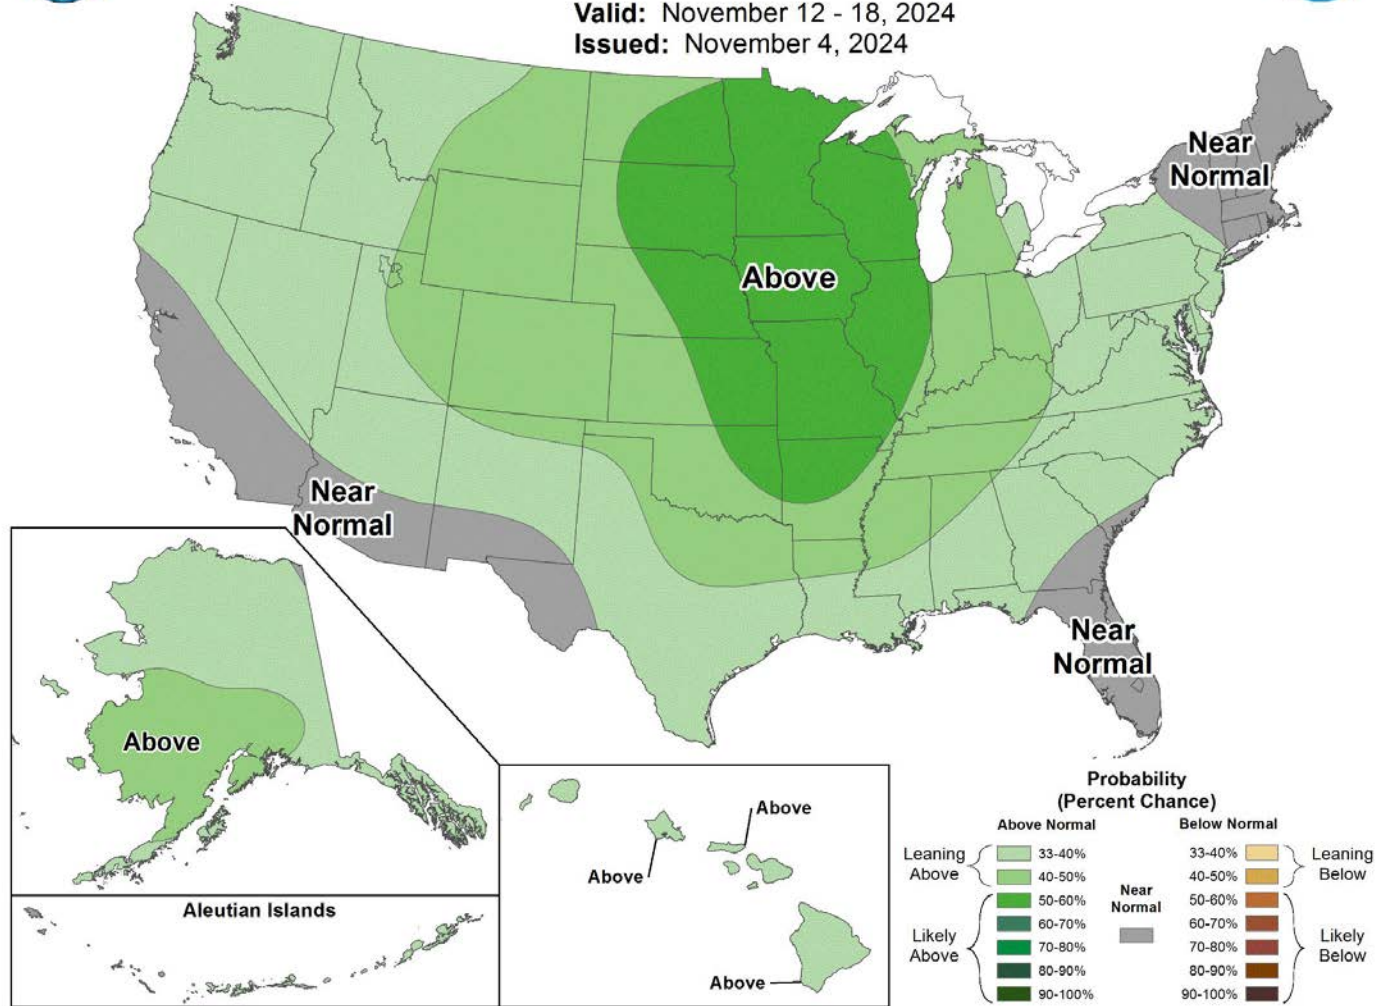 Valid: November 12 - 18, 2024
Issued: November 4, 2024
Near
Normal
Above
Near
Normal
Near
Normal
Above
Above
Above
Above
Aleutian Islands
Probability
(Percent Chance)
Above Normal
Below Normal
Leaning
Above
33-40%
40-50%
Likely
Above
50-60%
60-70%
70-80%
80-90%
90-100%
Near
Normal
33-40%
40-50%
Leaning
Below
50-60%
60-70%
70-80%
80-90%
90-100%
Likely
Below